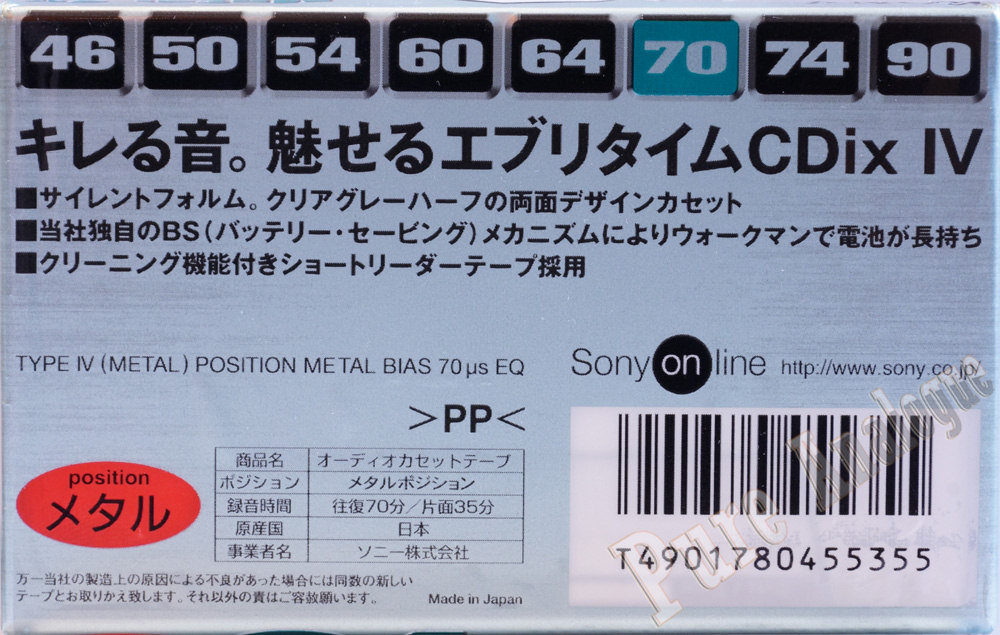 46 50 54 60 64 70 74 90
キレる音。魅せるエブリタイムCDix IV
■サイレントフォルム。クリアグレーハーフの両面デザインカセット
■当社独自のBS(バッテリー・セービング)メカニズムによりウォークマンで電池が長持ち
■クリーニング機能付きショートリーダーテープ採用
TYPE IV (METAL) POSITION METAL BIAS 70μs EQ
Sony on line http://www.sony.co.jp/
>PP<
position
メタル
商品名 オーディオカセットテープ
ポジション メタルポジション
録音時間 往復70分/片面35分
原産国 日本
事業者名 ソニー株式会社
万一当社の製造上の原因による不良があった場合には同数の新しい
テープとお取りかえ致します。それ以外の責はご容赦願います。
Made in Japan
T4901780455355
Pure Analogue